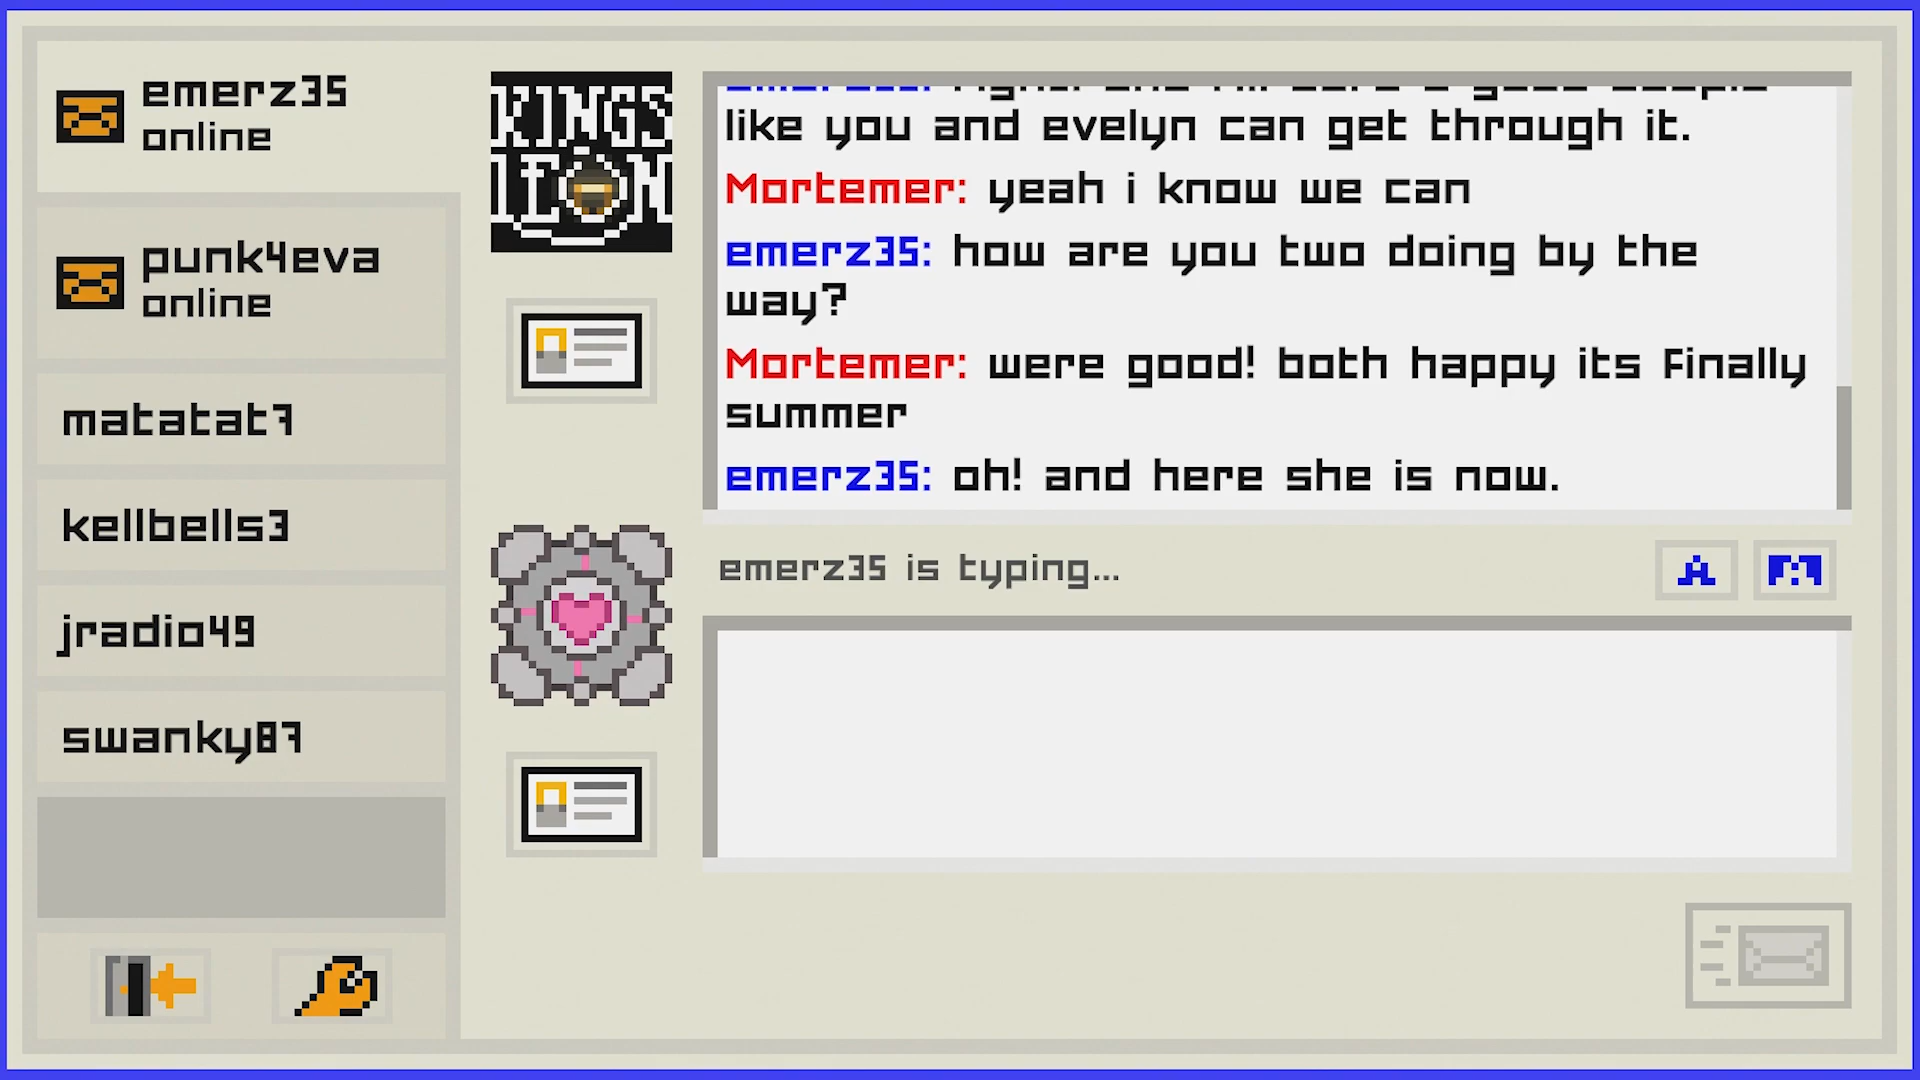 emerz35
online
punk4eva
online
matatat7
kellbells3
jradio49
swanky87
KINGS
like you and evelyn can get through it.
Mortemer: yeah i know we can
emerz35: how are you two doing by the
way?
Mortemer: were good! both happy its finally
summer
emerz35: oh! and here she is now.
emerz35 is typing...
A